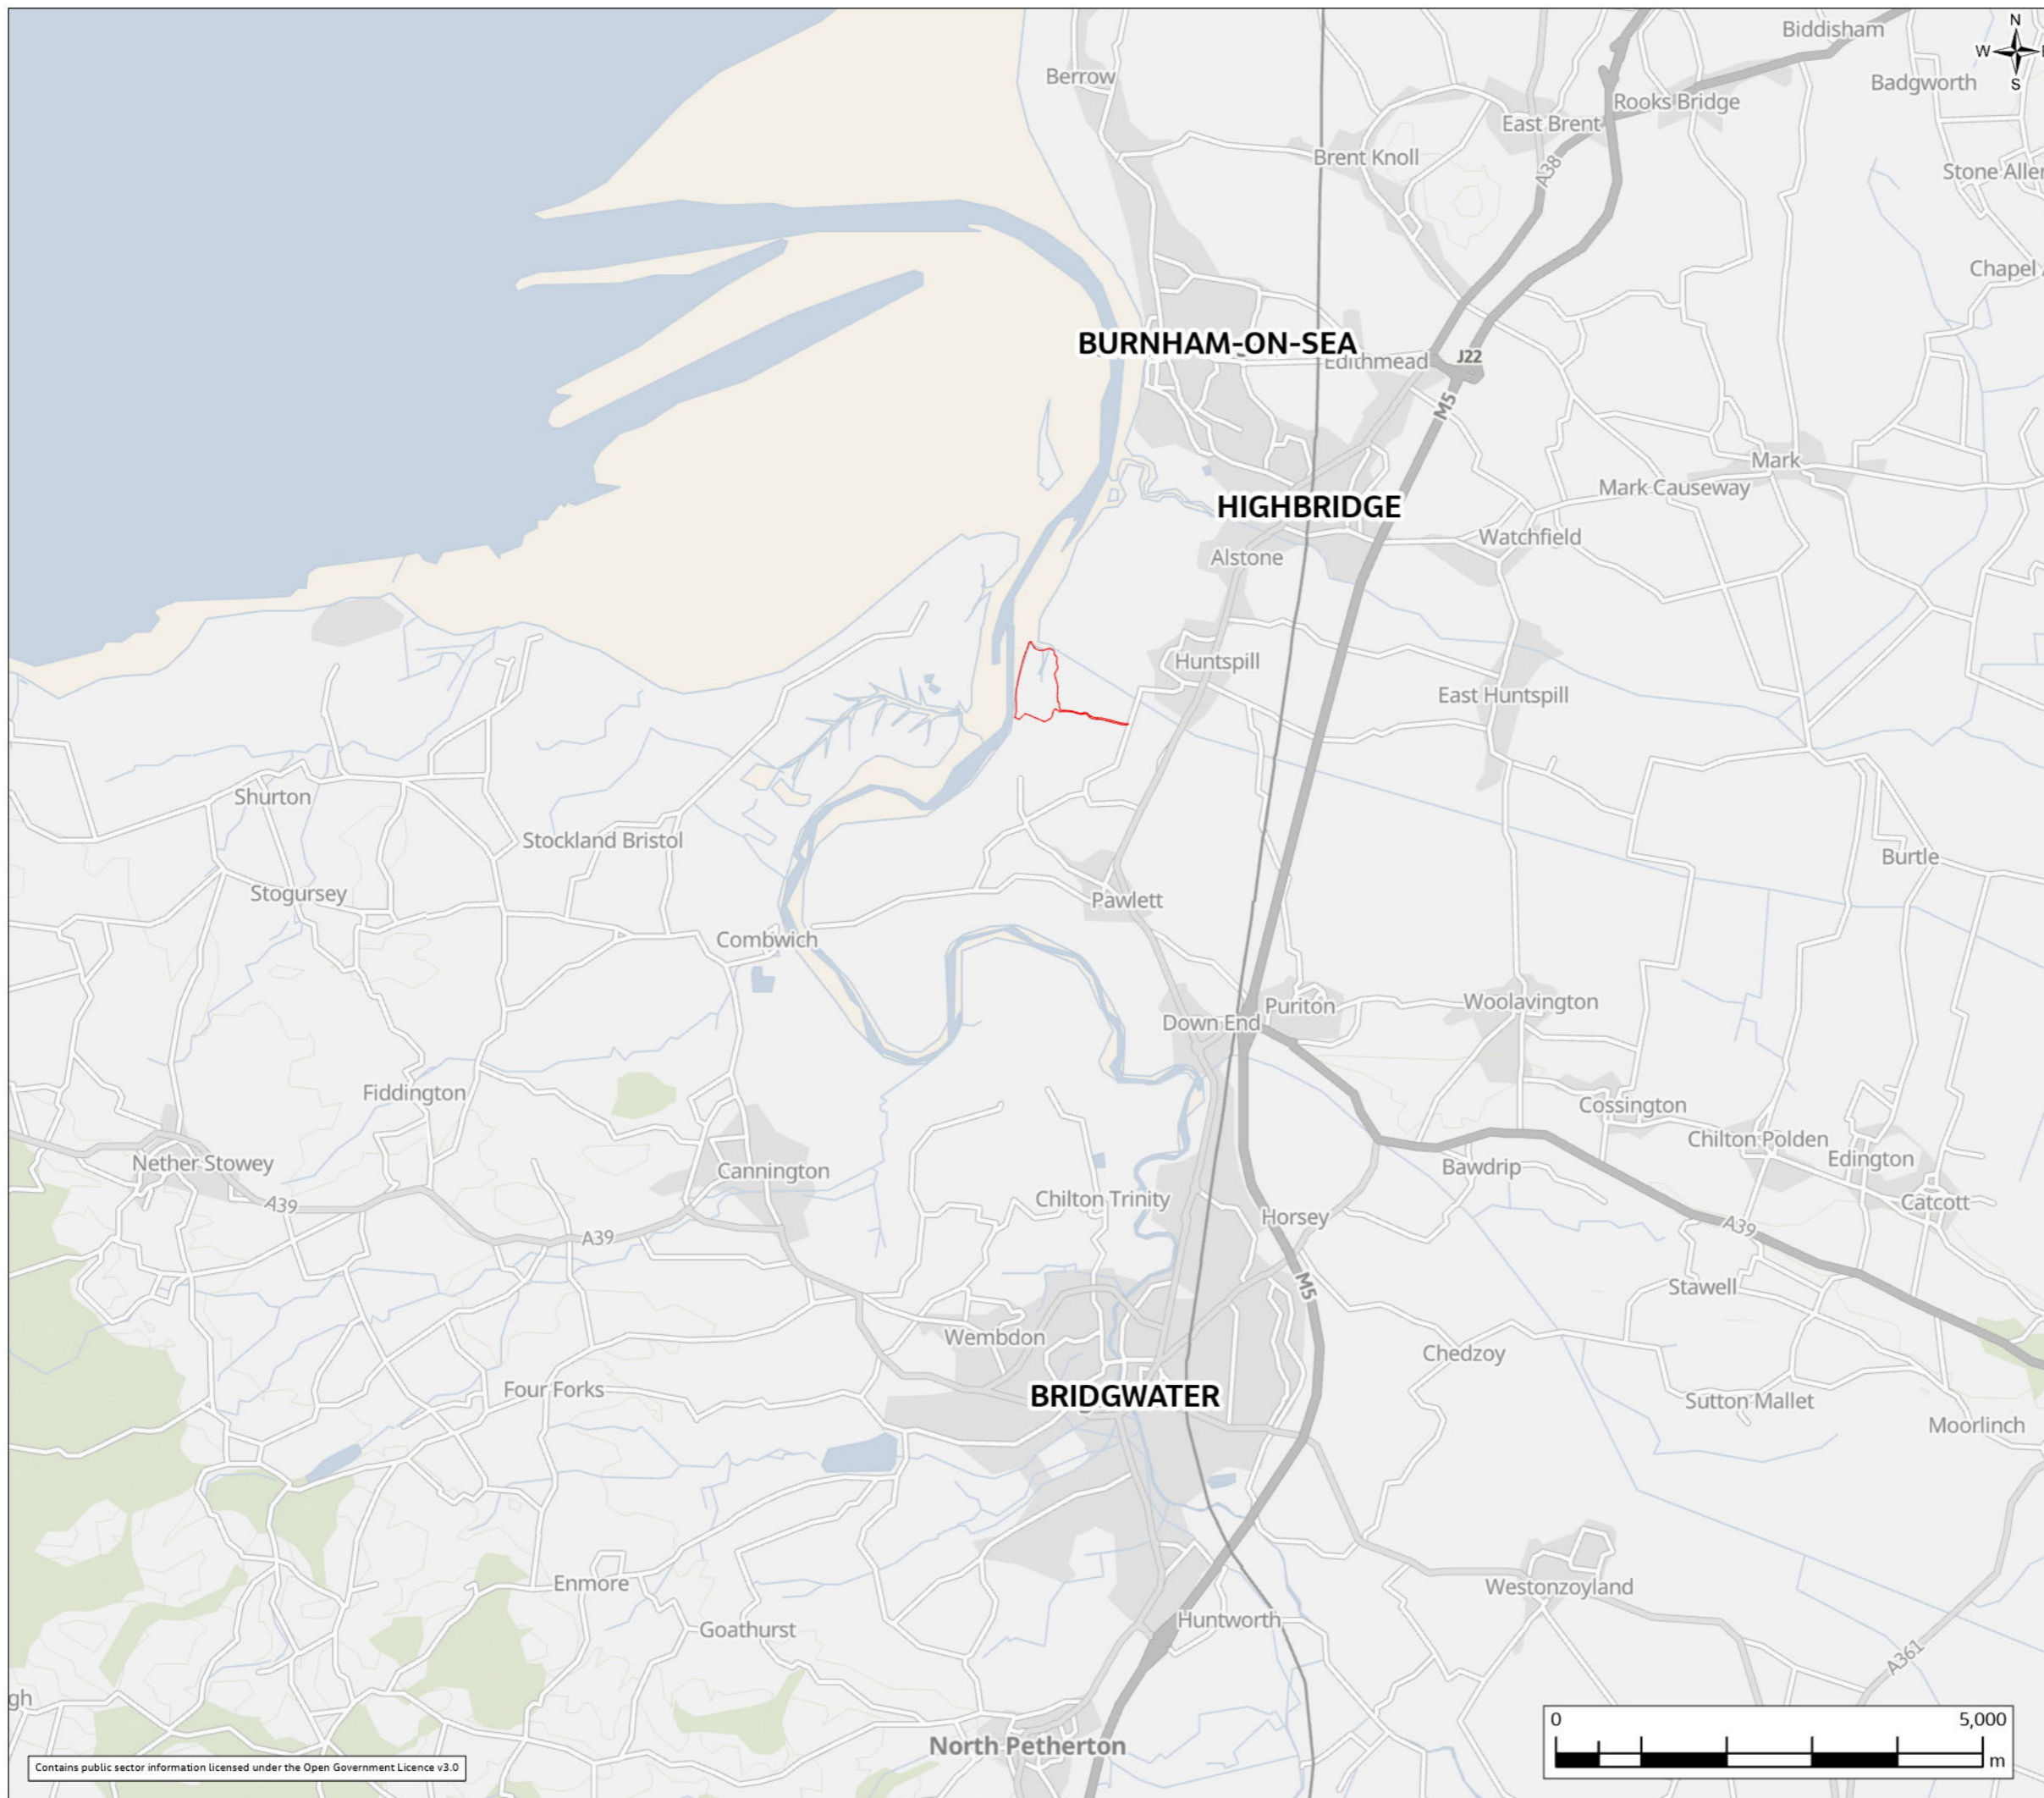 Biddisham
N
W
S
Berrow
Badgworth
Rooks Bridge
East Brent
Brent Knoll
A38
Stone Aller
Chapel
BURNHAM-ON-SEA
Edithmead
J22
M5
Mark
Mark Causeway
HIGHBRIDGE
Watchfield
Alstone
Huntspill
East Huntspill
Shurton
Stockland Bristol
Burtle
Stogursey
Pawlett
Combwich
Puriton
Woolavington
Down End
Fiddington
Cossington
Chilton Polden
Edington
Nether Stowey
Cannington
Bawdrip
Chilton Trinity
Catcott
A39
Horsey
A39
A39
M5
Stawell
Wembdon
Chedzoy
Four Forks
BRIDGWATER
Sutton Mallet
Moorlinch
Enmore
Westonzoyland
Huntworth
Goathurst
A361
gh
North Petherton
0
5,000
m
Contains public sector information licensed under the Open Government Licence v3.0